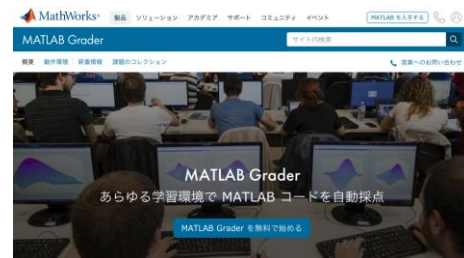 MathWorks®
製品 ソリューション アカデミア サポート コミュニティ イベント
MATLAB を入手する
MATLAB Grader
サイト内検索
概要 動作環境 新着情報 課題のコレクション
営業へのお問い合わせ
MATLAB Grader
あらゆる学習環境で MATLAB コードを自動採点
MATLAB Grader を無料で始める